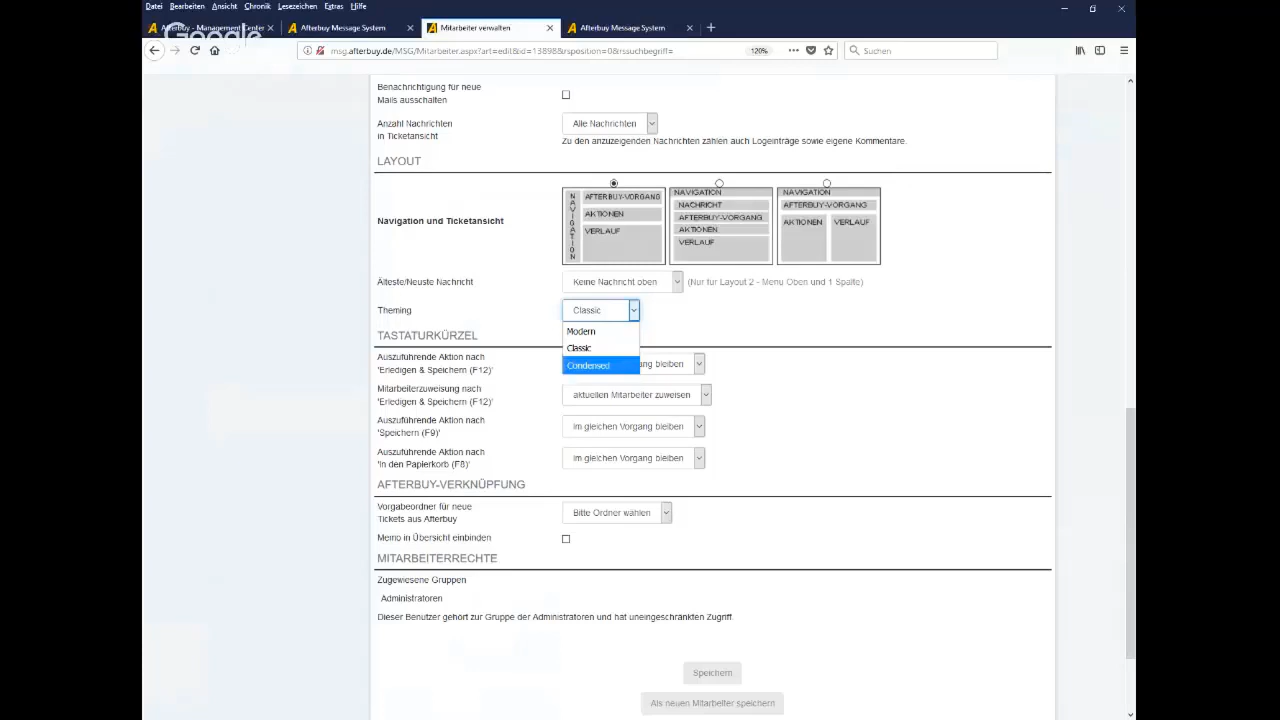 Datei Bearbeiten Ansicht Chronik Lesezeichen Extras Hilfe
Google
Afterbuy - Management Center
Afterbuy Message System
Mitarbeiter verwalten
Afterbuy Message System
msg.afterbuy.de/MSG/Mitarbeiter.aspx?art=edit&id=13898&rsposition=0&rssuchbegriff=
120%
Suchen
Benachrichtigung für neue
Mails ausschalten
Anzahl Nachrichten
in Ticketansicht
Alle Nachrichten
Zu den anzuzeigenden Nachrichten zählen auch Logeinträge sowie eigene Kommentare.
LAYOUT
Navigation und Ticketansicht
NAVIGATION
AFTERBUY-VORGANG
AKTIONEN
VERLAUF
NAVIGATION
NACHRICHT
AFTERBUY-VORGANG
AKTIONEN
VERLAUF
NAVIGATION
AFTERBUY-VORGANG
AKTIONEN VERLAUF
Älteste/Neuste Nachricht
Keine Nachricht oben
(Nur für Layout 2 - Menu Oben und 1 Spalte)
Theming
Classic
Modern
Classic
Condensed
TASTATURKÜRZEL
Auszuführende Aktion nach
'Erledigen & Speichern (F12)'
ng bleiben
Mitarbeiterzuweisung nach
'Erledigen & Speichern (F12)'
aktuellen Mitarbeiter zuweisen
Auszuführende Aktion nach
'Speichern (F9)'
Im gleichen Vorgang bleiben
Auszuführende Aktion nach
'In den Papierkorb (F8)'
Im gleichen Vorgang bleiben
AFTERBUY-VERKNÜPFUNG
Vorgabeordner für neue
Tickets aus Afterbuy
Bitte Ordner wählen
Memo in Übersicht einbinden
MITARBEITERRECHTE
Zugewiesene Gruppen
Administratoren
Dieser Benutzer gehört zur Gruppe der Administratoren und hat uneingeschränkten Zugriff.
Speichern
Als neuen Mitarbeiter speichern